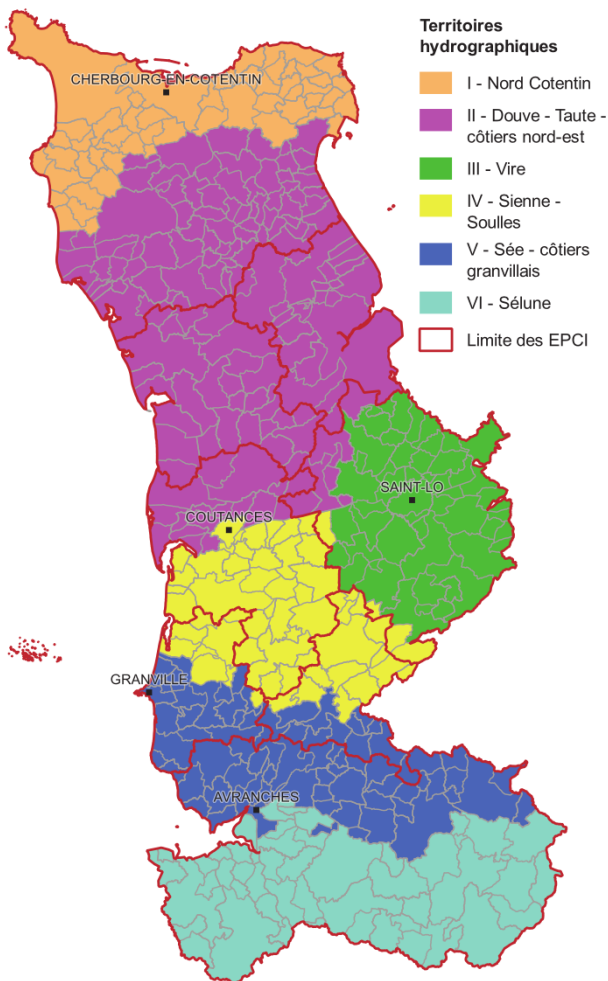 Territoires
hydrographiques
I - Nord Cotentin
II - Douve - Taute -
côtiers nord-est
III - Vire
IV - Sienne -
Soulles
V - Sée - côtiers
granvillais
VI - Sélune
Limite des EPCI
CHERBOURG-EN-COTENTIN
SAINT-LO
COUTANCES
GRANVILLE
AVRANCHES